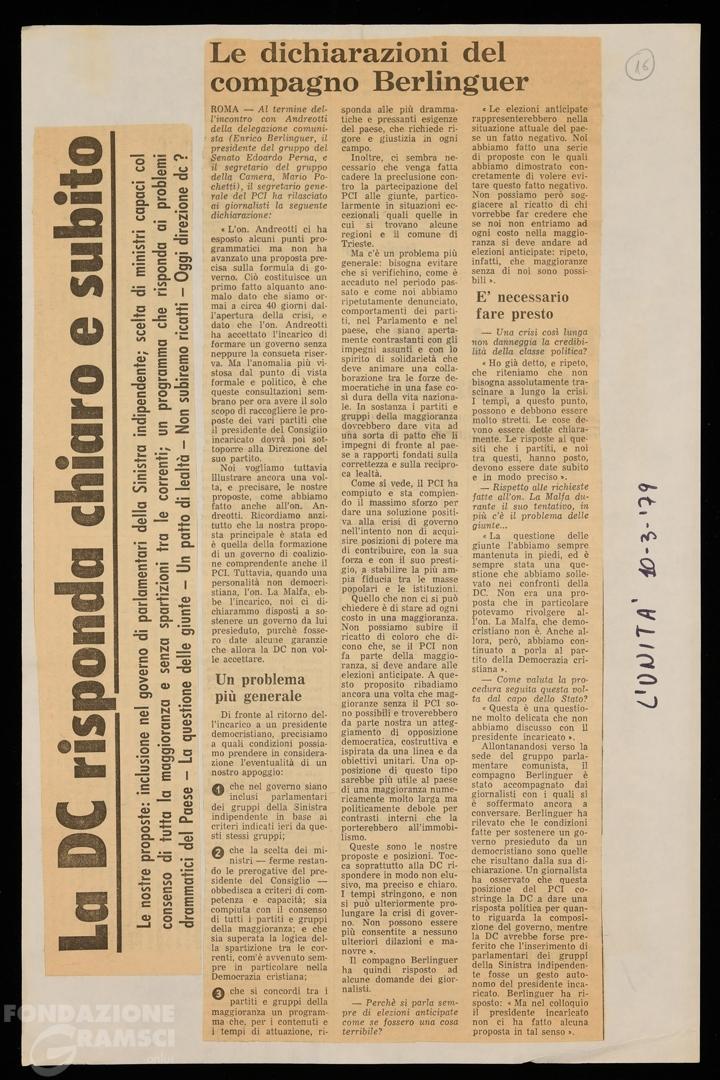 La DC risponda chiaro e subito
Le nostre proposte: inclusione nel governo di parlamentari della Sinistra indipendente; scelta di ministri capaci col
consenso di tutta la maggioranza e senza spartizioni tra le correnti; un programma che risponda ai problemi
drammatici del Paese - La questione delle giunte - Un patto di lealtà - Non subiremo ricatti - Oggi direzione dc ?
Le dichiarazioni del
compagno Berlinguer
ROMA — Al termine del-
l'incontro con Andreotti
della delegazione comuni-
sta (Enrico Berlinguer, il
presidente del gruppo del
Senato Edoardo Perna, e
il segretario del gruppo
della Camera, Mario Po-
chetti), il segretario gene-
rale del PCI ha rilasciato
ai giornalisti la seguente
dichiarazione:
« L'on. Andreotti ci ha
esposto alcuni punti pro-
grammatici ma non ha
avanzato una proposta pre-
cisa sulla formula di go-
verno. Ciò costituisce un
primo fatto alquanto ano-
malo dato che siamo or-
mai a circa 40 giorni dal-
l'apertura della crisi, e
dato che l'on. Andreotti
ha accettato l'incarico di
formare un governo senza
neppure la consueta riser-
va. Ma l'anomalia più vi-
stosa dal punto di vista
formale e politico, è che
queste consultazioni sem-
brano per ora avere il solo
scopo di raccogliere le pro-
poste dei vari partiti che
il presidente del Consiglio
incaricato dovrà poi sot-
toporre alla Direzione del
suo partito.
Noi vogliamo tuttavia
illustrare ancora una vol-
ta, e precisare, le nostre
proposte, come abbiamo
fatto anche all'on. An-
dreotti. Ricordiamo anzi-
tutto che la nostra propo-
sta principale è stata ed
è quella della formazione
di un governo di coalizio-
ne comprendente anche il
PCI. Tuttavia, quando una
personalità non democri-
stiana, l'on. La Malfa, eb-
be l'incarico, noi ci di-
chiarammo disposti a so-
stenere un governo da lui
presieduto, purché fosse-
ro date alcune garanzie
che allora la DC non vol-
le accettare.
Un problema
più generale
Di fronte al ritorno del-
l'incarico a un presidente
democristiano, precisiamo
a quali condizioni possia-
mo prendere in considera-
zione l'eventualità di un
nostro appoggio:
1 che nel governo siano
inclusi parlamentari
dei gruppi della Sinistra
indipendente in base ai
criteri indicati ieri da que-
sti stessi gruppi;
2 che la scelta dei mi-
nistri — ferme restan-
do le prerogative del pre-
sidente del Consiglio —
obbedisca a criteri di com-
petenza e capacità; sia
compiuta con il consenso
di tutti i partiti e gruppi
della maggioranza; e che
sia superata la logica del-
la spartizione tra le cor-
renti, com'è avvenuto sem-
pre in particolare nella
Democrazia cristiana;
3 che si concordi tra i
partiti e gruppi della
maggioranza un program-
ma che, per i contenuti e
i tempi di attuazione, ri-
sponda alle più dramma-
tiche e pressanti esigenze
del paese, che richiede ri-
gore e giustizia in ogni
campo.
Inoltre, ci sembra ne-
cessario che venga fatta
cadere la preclusione con-
tro la partecipazione del
PCI alle giunte, partico-
larmente in situazioni ec-
cezionali quali quelle in
cui si trovano alcune
regioni e il comune di
Trieste.
Ma c'è un problema più
generale: bisogna evitare
che si verifichino, come è
accaduto nel periodo pas-
sato e come noi abbiamo
ripetutamente denunciato,
comportamenti dei parti-
ti, nel Parlamento e nel
paese, che siano aperta-
mente contrastanti con gli
impegni assunti e con lo
spirito di solidarietà che
deve animare una colla-
borazione tra le forze de-
mocratiche in una fase co-
sì dura della vita naziona-
le. In sostanza i partiti e
gruppi della maggioranza
dovrebbero dare vita ad
una sorta di patto che li
impegni di fronte al pae-
se a rapporti fondati sulla
correttezza e sulla recipro-
ca lealtà.
Come si vede, il PCI ha
compiuto e sta compien-
do il massimo sforzo per
dare una soluzione positi-
va alla crisi di governo
nell'intento non di acqui-
sire posizioni di potere ma
di contribuire, con la sua
forza e con il suo presti-
gio, a stabilire la più am-
pia fiducia tra le masse
popolari e le istituzioni.
Quello che non ci si può
chiedere è di stare ad ogni
costo in una maggioranza.
Non possiamo subire il
ricatto di coloro che di-
cono che, se il PCI non
fa parte della maggio-
ranza, si deve andare alle
elezioni anticipate. A que-
sto proposito ribadiamo
ancora una volta che mag-
gioranze senza il PCI so-
no possibili e troverebbero
da parte nostra un atteg-
giamento di opposizione
democratica, costruttiva e
ispirata da una linea e da
obiettivi unitari. Una op-
posizione di questo tipo
sarebbe più utile al paese
di una maggioranza nume-
ricamente molto larga ma
politicamente debole per
contrasti interni che la
porterebbero all'immobi-
lismo.
Queste sono le nostre
proposte e posizioni. Toc-
ca soprattutto alla DC ri-
spondere in modo non elu-
sivo, ma preciso e chiaro.
I tempi stringono, e non
si può ulteriormente pro-
lungare la crisi di gover-
no. Non possono essere
più consentite a nessuno
ulteriori dilazioni e ma-
novre ».
Il compagno Berlinguer
ha quindi risposto ad
alcune domande dei gior-
nalisti.
— Perchè si parla sem-
pre di elezioni anticipate
come se fossero una cosa
terribile?
« Le elezioni anticipate
rappresenterebbero nella
situazione attuale del pae-
se un fatto negativo. Noi
abbiamo fatto una serie
di proposte con le quali
abbiamo dimostrato con-
cretamente di volere evi-
tare questo fatto negativo.
Non possiamo però sog-
giacere al ricatto di chi
vorrebbe far credere che
se noi non entriamo ad
ogni costo nella maggio-
ranza si deve andare ad
elezioni anticipate: ripeto,
infatti, che maggioranze
senza di noi sono possi-
bili ».
E' necessario
fare presto
— Una crisi così lunga
non danneggia la credibi-
lità della classe politica?
« Ho già detto, e ripeto,
che riteniamo che non
bisogna assolutamente tra-
scinare a lungo la crisi.
I tempi, a questo punto,
possono e debbono essere
molto stretti. Le cose de-
vono essere dette chiara-
mente. Le risposte ai que-
siti che i partiti, e noi
tra questi, hanno posto,
devono essere date subito
e in modo preciso ».
— Rispetto alle richieste
fatte all'on. La Malfa du-
rante il suo tentativo, in
più c'è il problema delle
giunte...
« La questione delle
giunte l'abbiamo sempre
mantenuta in piedi, ed è
sempre stata una que-
stione che abbiamo solle-
vato nei confronti della
DC. Non era una propo-
sta che in particolare
potevamo rivolgere al-
l'on. La Malfa, che demo-
cristiano non è. Anche al-
lora, però, abbiamo conti-
nuato a porla al par-
tito della Democrazia cri-
stiana ».
— Come valuta la pro-
cedura seguita questa vol-
ta dal capo dello Stato?
« Questa è una questio-
ne molto delicata che non
abbiamo discusso con il
presidente incaricato ».
Allontanandosi verso la
sede del gruppo parla-
mentare comunista, il
compagno Berlinguer è
stato accompagnato dai
giornalisti con i quali si
è soffermato ancora a
conversare. Berlinguer ha
rilevato che le condizioni
fatte per sostenere un go-
verno presieduto da un
democristiano sono quelle
che risultano dalla sua di-
chiarazione. Un giornalista
ha osservato che questa
posizione del PCI co-
stringe la DC a dare una
risposta politica per quan-
to riguarda la composi-
zione del governo, mentre
la DC avrebbe forse pre-
ferito che l'inserimento di
parlamentari dei gruppi
della Sinistra indipenden-
te fosse un gesto auto-
nomo del presidente inca-
ricato. Berlinguer ha ri-
sposto: « Ma nel colloquio
il presidente incaricato
non ci ha fatto alcuna
proposta in tal senso ».
16
L'UNITA' 10-3-'79
FONDAZIONE
GRAMSCI